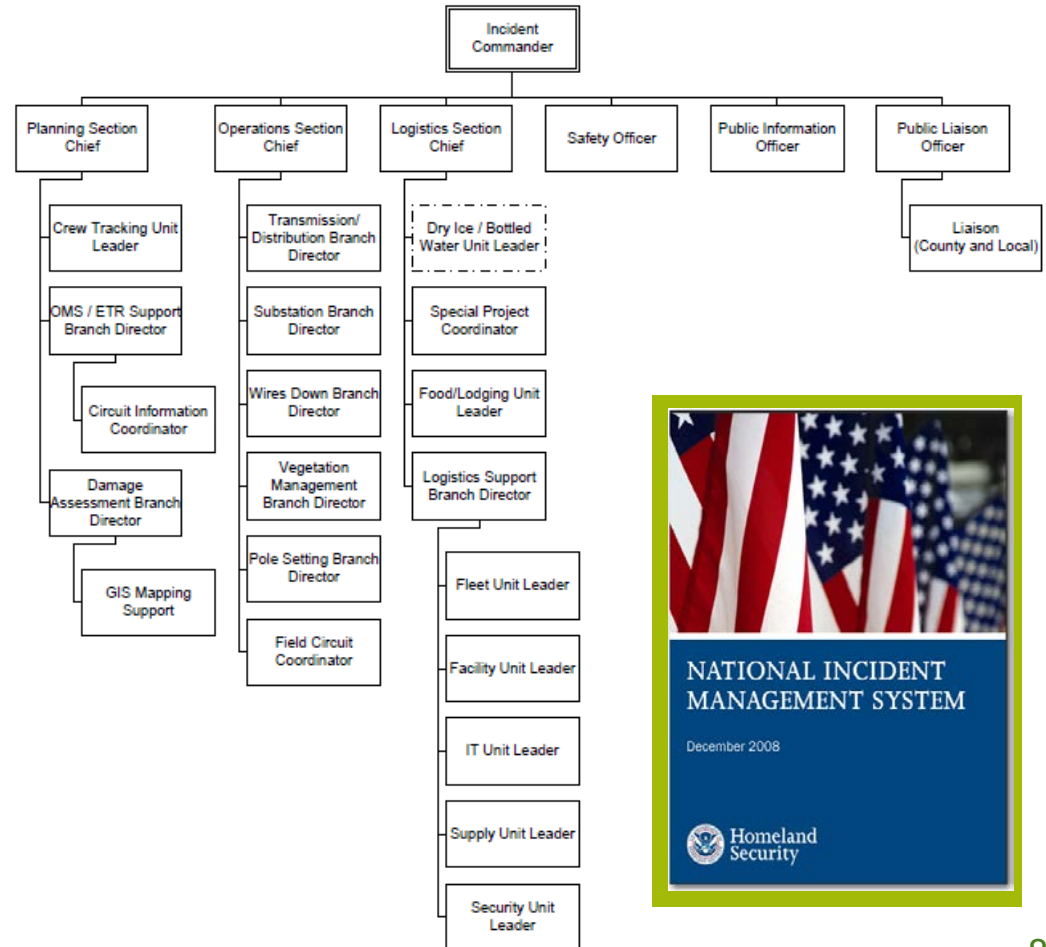 Incident
Commander
Planning Section
Chief
Operations Section
Chief
Logistics Section
Chief
Safety Officer
Public Information
Officer
Public Liaison
Officer
Crew Tracking Unit
Leader
OMS / ETR Support
Branch Director
Circuit Information
Coordinator
Damage
Assessment Branch
Director
GIS Mapping
Support
Transmission/
Distribution Branch
Director
Substation Branch
Director
Wires Down Branch
Director
Vegetation
Management
Branch Director
Pole Setting Branch
Director
Field Circuit
Coordinator
Dry Ice / Bottled
Water Unit Leader
Special Project
Coordinator
Food/Lodging Unit
Leader
Logistics Support
Branch Director
Fleet Unit Leader
Facility Unit Leader
IT Unit Leader
Supply Unit Leader
Security Unit
Leader
Liaison
(County and Local)
NATIONAL INCIDENT
MANAGEMENT SYSTEM
December 2008
Homeland
Security